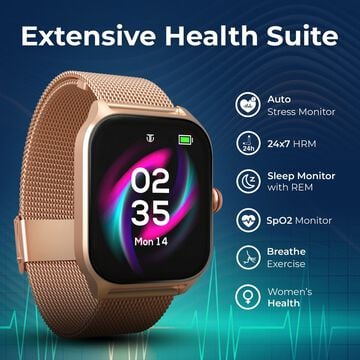 Extensive Health Suite
Auto
Stress Monitor
24h
24x7 HRM
Sleep Monitor
with REM
SpO2 Monitor
Breathe
Exercise
Women's
Health
02
35
Mon 14